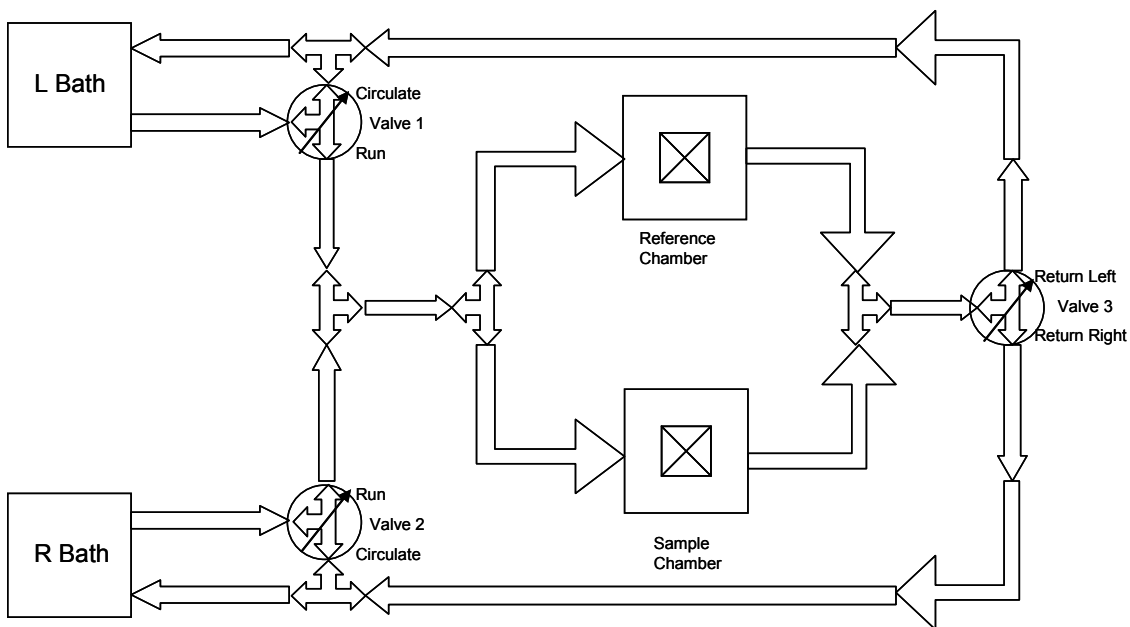 L Bath
Circulate
Valve 1
Run
Reference
Chamber
Return Left
Valve 3
Return Right
Run
Valve 2
Circulate
R Bath
Sample
Chamber